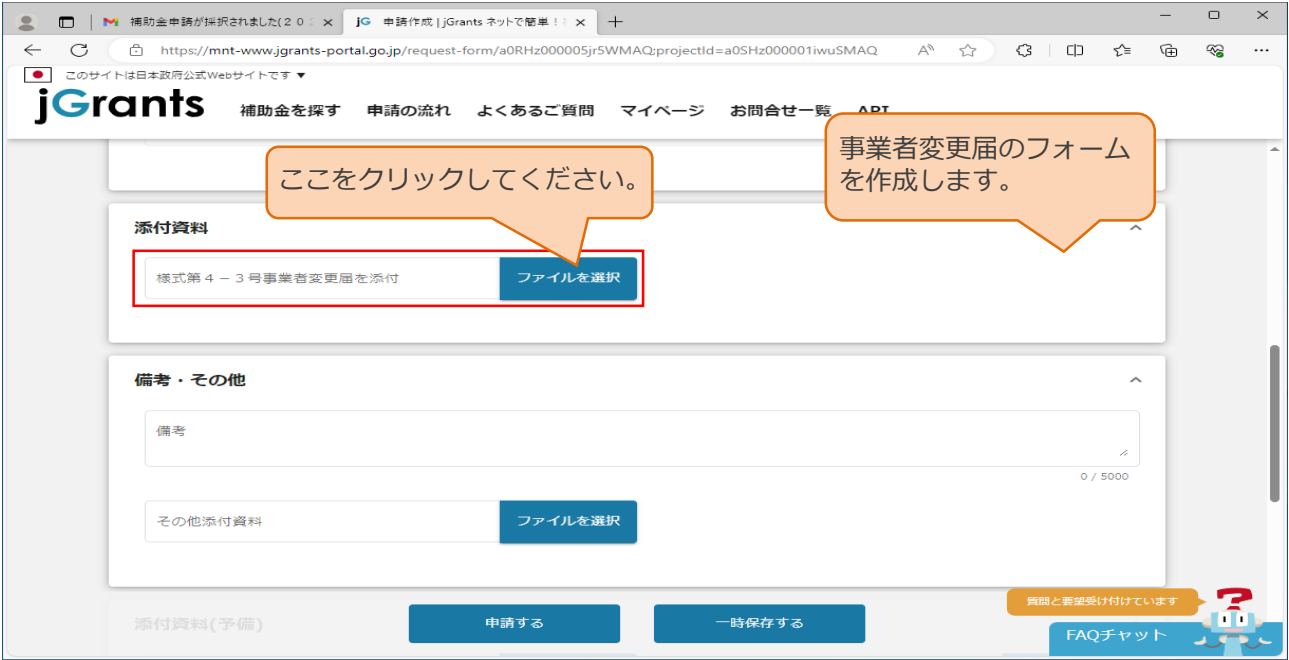 補助金申請が採択されました(２０
jG 申請作成 | jGrants ネットで簡単！
https://mnt-www.jgrants-portal.go.jp/request-form/a0RHz000005jr5WMAQ;projectId=a0SHz000001iwuSMAQ
このサイトは日本政府公式Webサイトです ▼
jGrants 補助金を探す 申請の流れ よくあるご質問 マイページ お問合せ一覧 API
事業者変更届のフォーム
を作成します。
ここをクリックしてください。
添付資料
様式第４－３号事業者変更届を添付 ファイルを選択
備考・その他
備考
0 / 5000
その他添付資料 ファイルを選択
質問と要望受け付けています
添付資料(予備) 申請する 一時保存する
FAQチャット